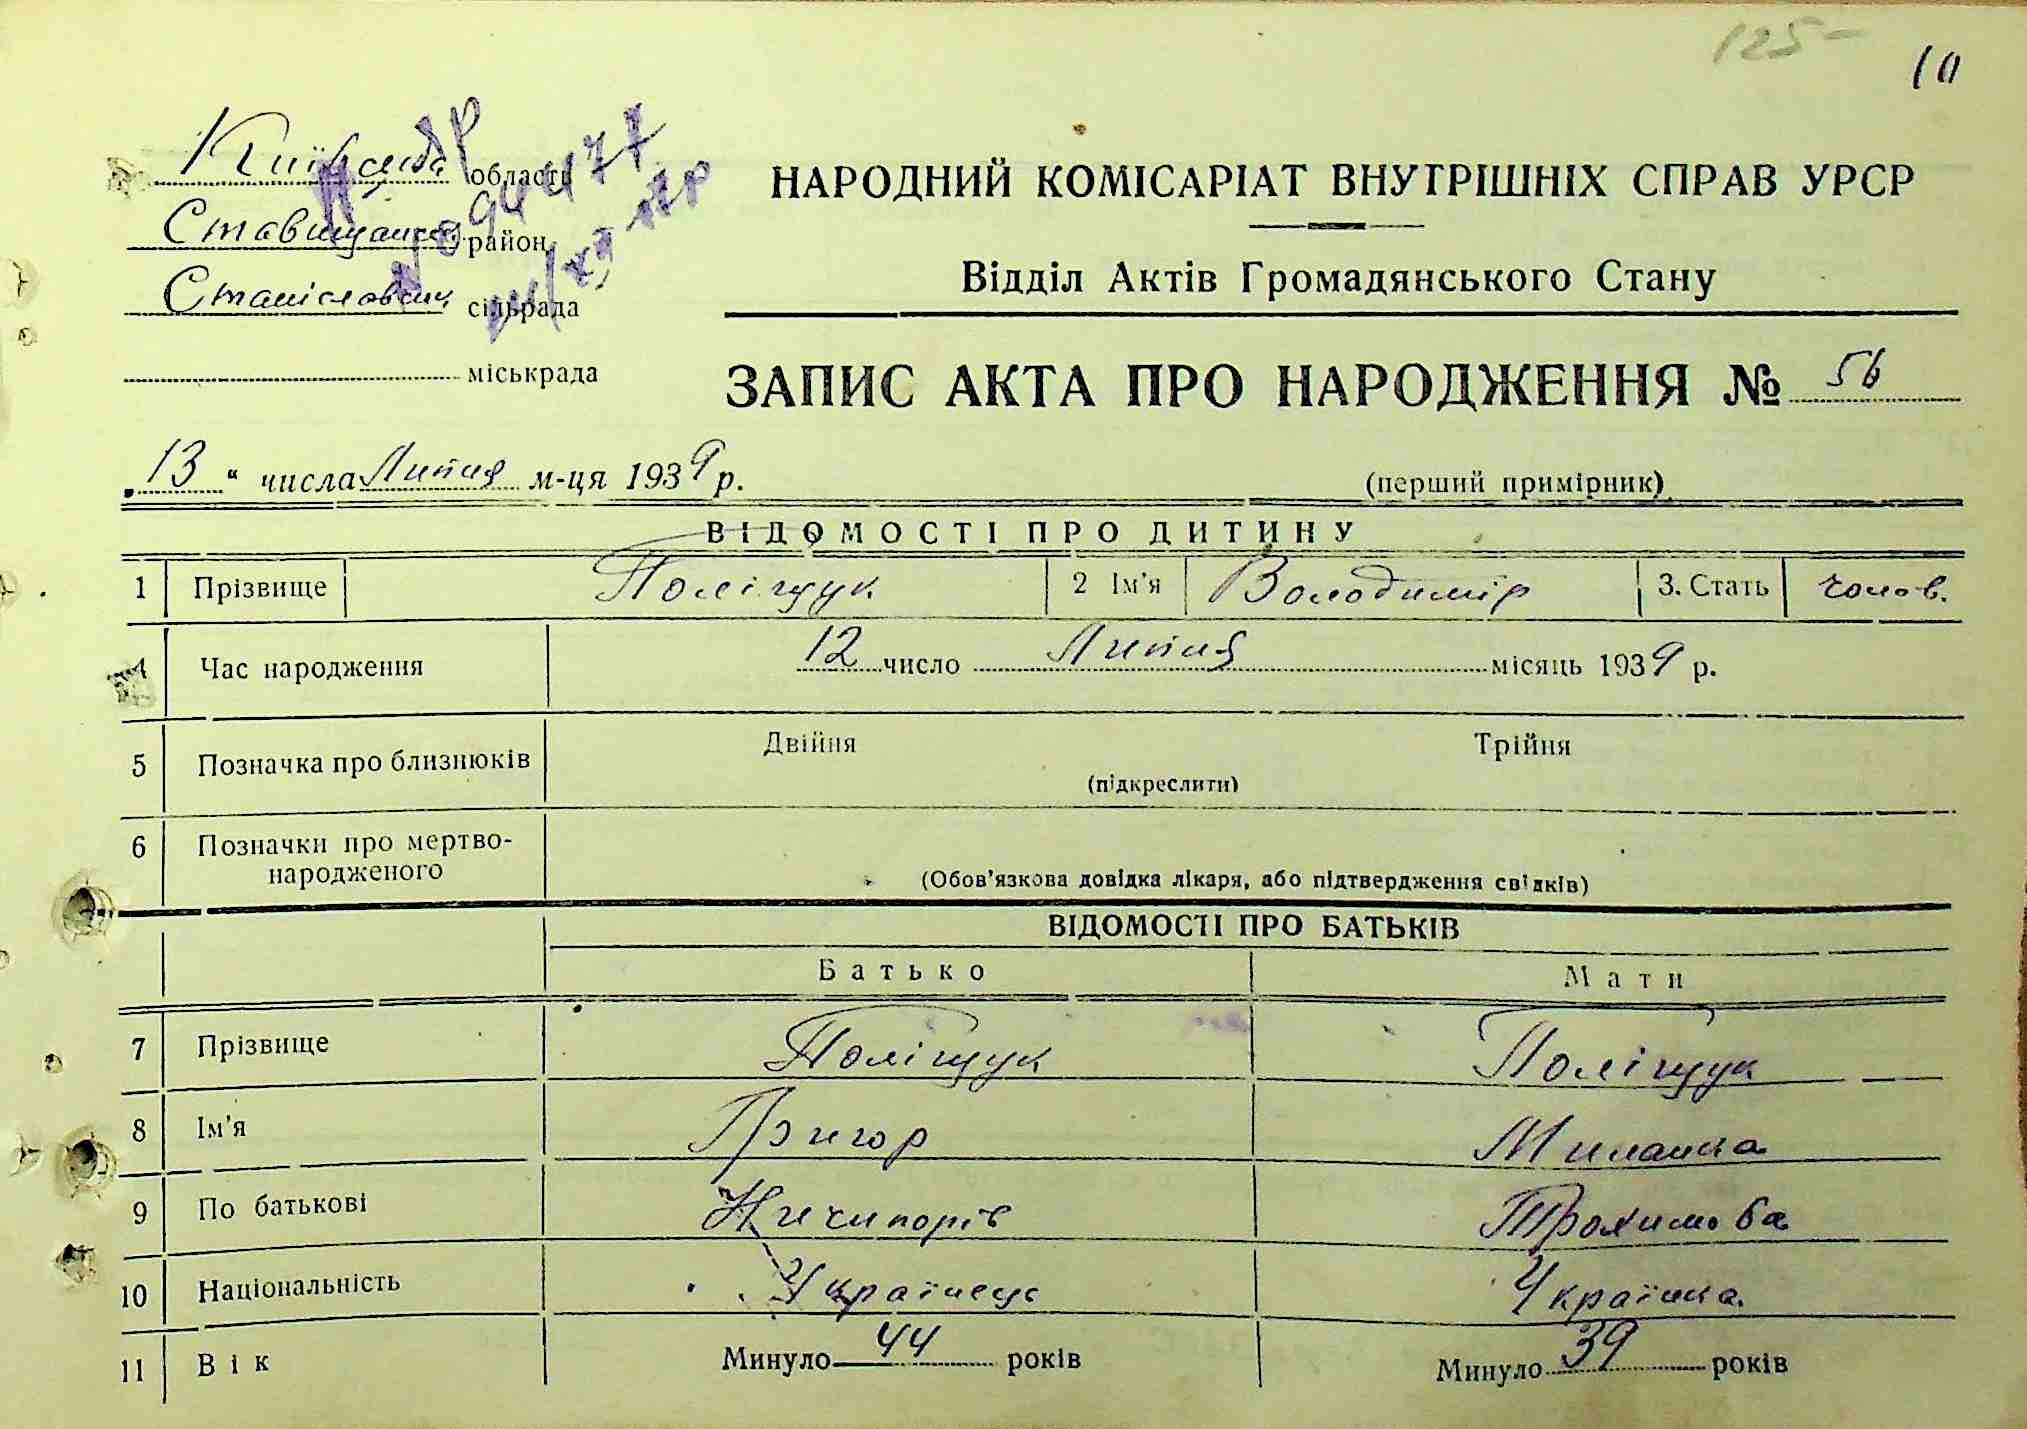 125-
10
Київська область
Ставищанськ район
Станіславчик сільрада
міськрада
НАРОДНИЙ КОМІСАРІАТ ВНУТРІШНІХ СПРАВ УРСР
Відділ Актів Громадянського Стану
ЗАПИС АКТА ПРО НАРОДЖЕННЯ № 56
„13“ числа Липня м-ця 1939 р.
(перший примірник)
ВІДОМОСТІ ПРО ДИТИНУ
1 Прізвище Поліщук 2 Ім'я Володимір 3. Стать чолов.
4 Час народження 12 число Липня місяць 1939 р.
5 Позначка про близнюків Двійня Трійня
(підкреслити)
6 Позначки про мертво-
народженого
(Обов'язкова довідка лікаря, або підтвердження свідків)
ВІДОМОСТІ ПРО БАТЬКІВ
Батько Мати
7 Прізвище Поліщук Поліщук
8 Ім'я Григор Миланка
9 По батькові Ничипорів Трохимова
10 Національність Українець Українка
11 Вік Минуло 44 років Минуло 39 років